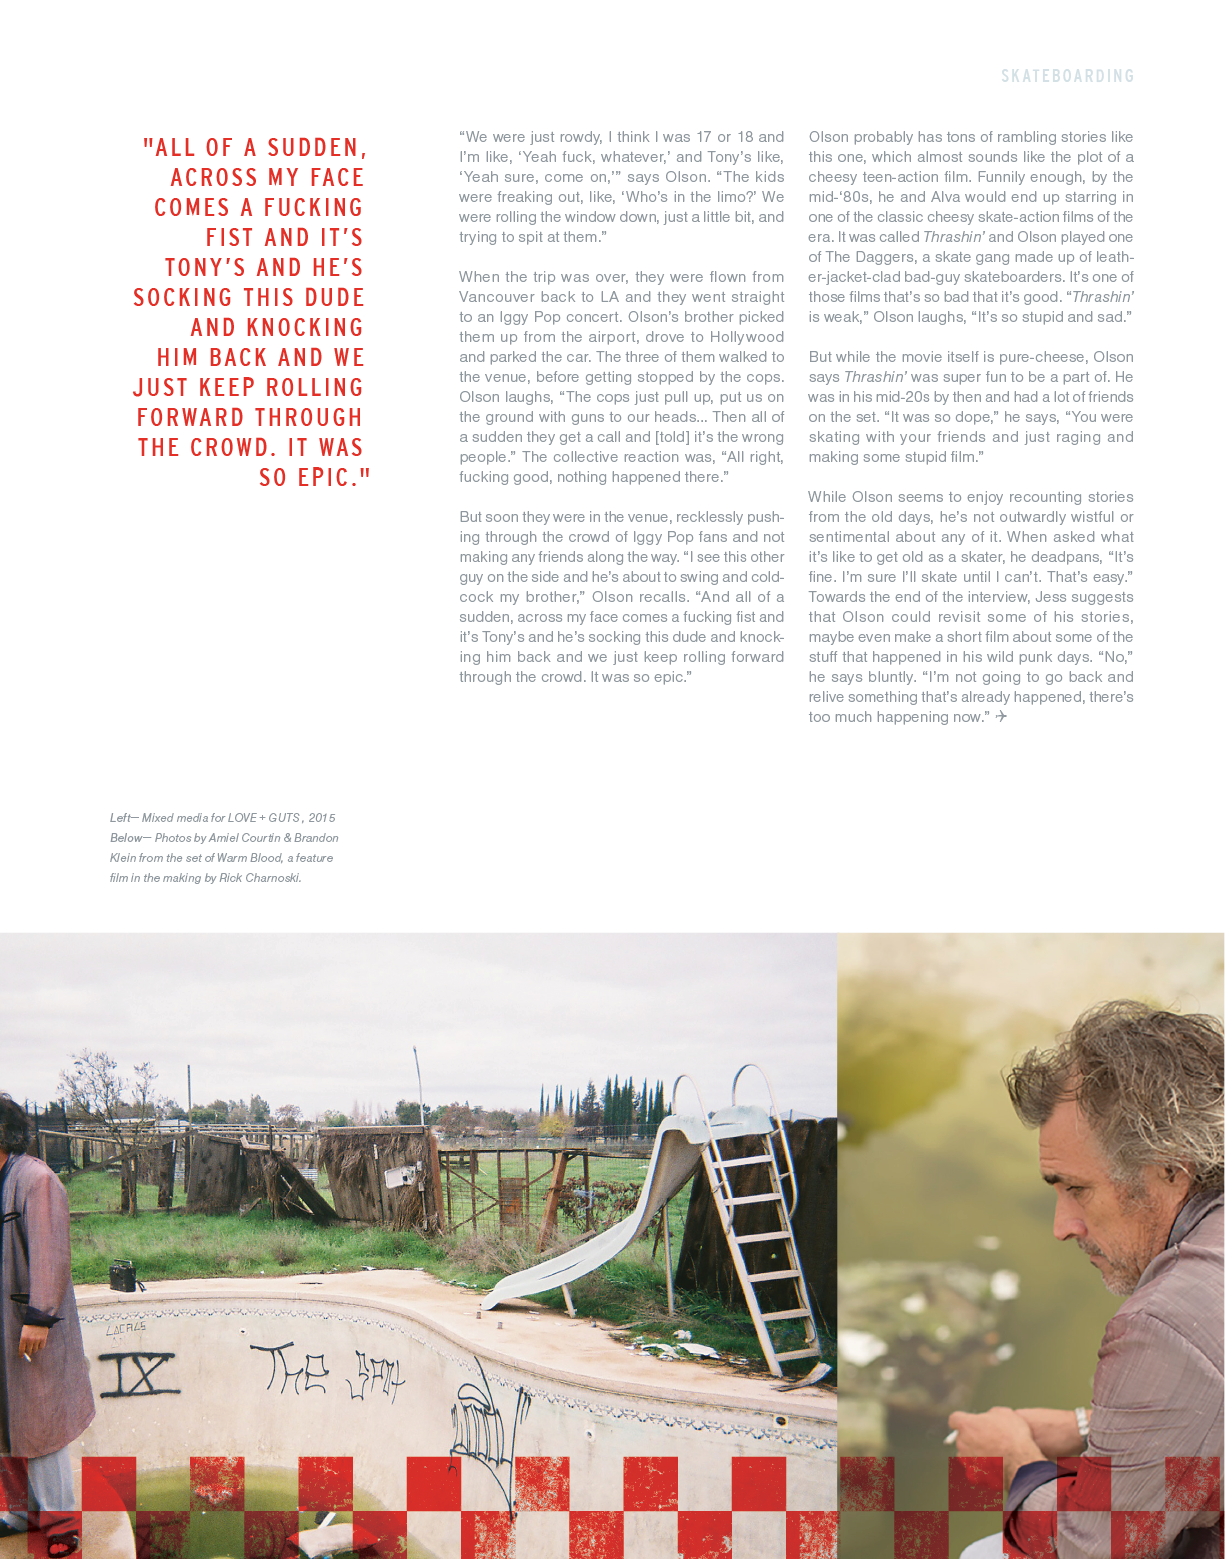 SKATEBOARDING
"ALL OF A SUDDEN,
ACROSS MY FACE
COMES A FUCKING
FIST AND IT’S
TONY’S AND HE’S
SOCKING THIS DUDE
AND KNOCKING
HIM BACK AND WE
JUST KEEP ROLLING
FORWARD THROUGH
THE CROWD. IT WAS
SO EPIC."
“We were just rowdy, I think I was 17 or 18 and
I’m like, ‘Yeah fuck, whatever,’ and Tony’s like,
‘Yeah sure, come on,’” says Olson. “The kids
were freaking out, like, ‘Who’s in the limo?’ We
were rolling the window down, just a little bit, and
trying to spit at them.”
When the trip was over, they were flown from
Vancouver back to LA and they went straight
to an Iggy Pop concert. Olson’s brother picked
them up from the airport, drove to Hollywood
and parked the car. The three of them walked to
the venue, before getting stopped by the cops.
Olson laughs, “The cops just pull up, put us on
the ground with guns to our heads... Then all of
a sudden they get a call and [told] it’s the wrong
people.” The collective reaction was, “All right,
fucking good, nothing happened there.”
But soon they were in the venue, recklessly push-
ing through the crowd of Iggy Pop fans and not
making any friends along the way. “I see this other
guy on the side and he’s about to swing and cold-
cock my brother,” Olson recalls. “And all of a
sudden, across my face comes a fucking fist and
it’s Tony’s and he’s socking this dude and knock-
ing him back and we just keep rolling forward
through the crowd. It was so epic.”
Olson probably has tons of rambling stories like
this one, which almost sounds like the plot of a
cheesy teen-action film. Funnily enough, by the
mid-‘80s, he and Alva would end up starring in
one of the classic cheesy skate-action films of the
era. It was called Thrashin’ and Olson played one
of The Daggers, a skate gang made up of leath-
er-jacket-clad bad-guy skateboarders. It’s one of
those films that’s so bad that it’s good. “Thrashin’
is weak,” Olson laughs, “It’s so stupid and sad.”
But while the movie itself is pure-cheese, Olson
says Thrashin’ was super fun to be a part of. He
was in his mid-20s by then and had a lot of friends
on the set. “It was so dope,” he says, “You were
skating with your friends and just raging and
making some stupid film.”
While Olson seems to enjoy recounting stories
from the old days, he’s not outwardly wistful or
sentimental about any of it. When asked what
it’s like to get old as a skater, he deadpans, “It’s
fine. I’m sure I’ll skate until I can’t. That’s easy.”
Towards the end of the interview, Jess suggests
that Olson could revisit some of his stories,
maybe even make a short film about some of the
stuff that happened in his wild punk days. “No,”
he says bluntly. “I’m not going to go back and
relive something that’s already happened, there’s
too much happening now.”
Left— Mixed media for LOVE + GUTS , 2015
Below— Photos by Amiel Courtin & Brandon
Klein from the set of Warm Blood, a feature
film in the making by Rick Charnoski.
IX
THE